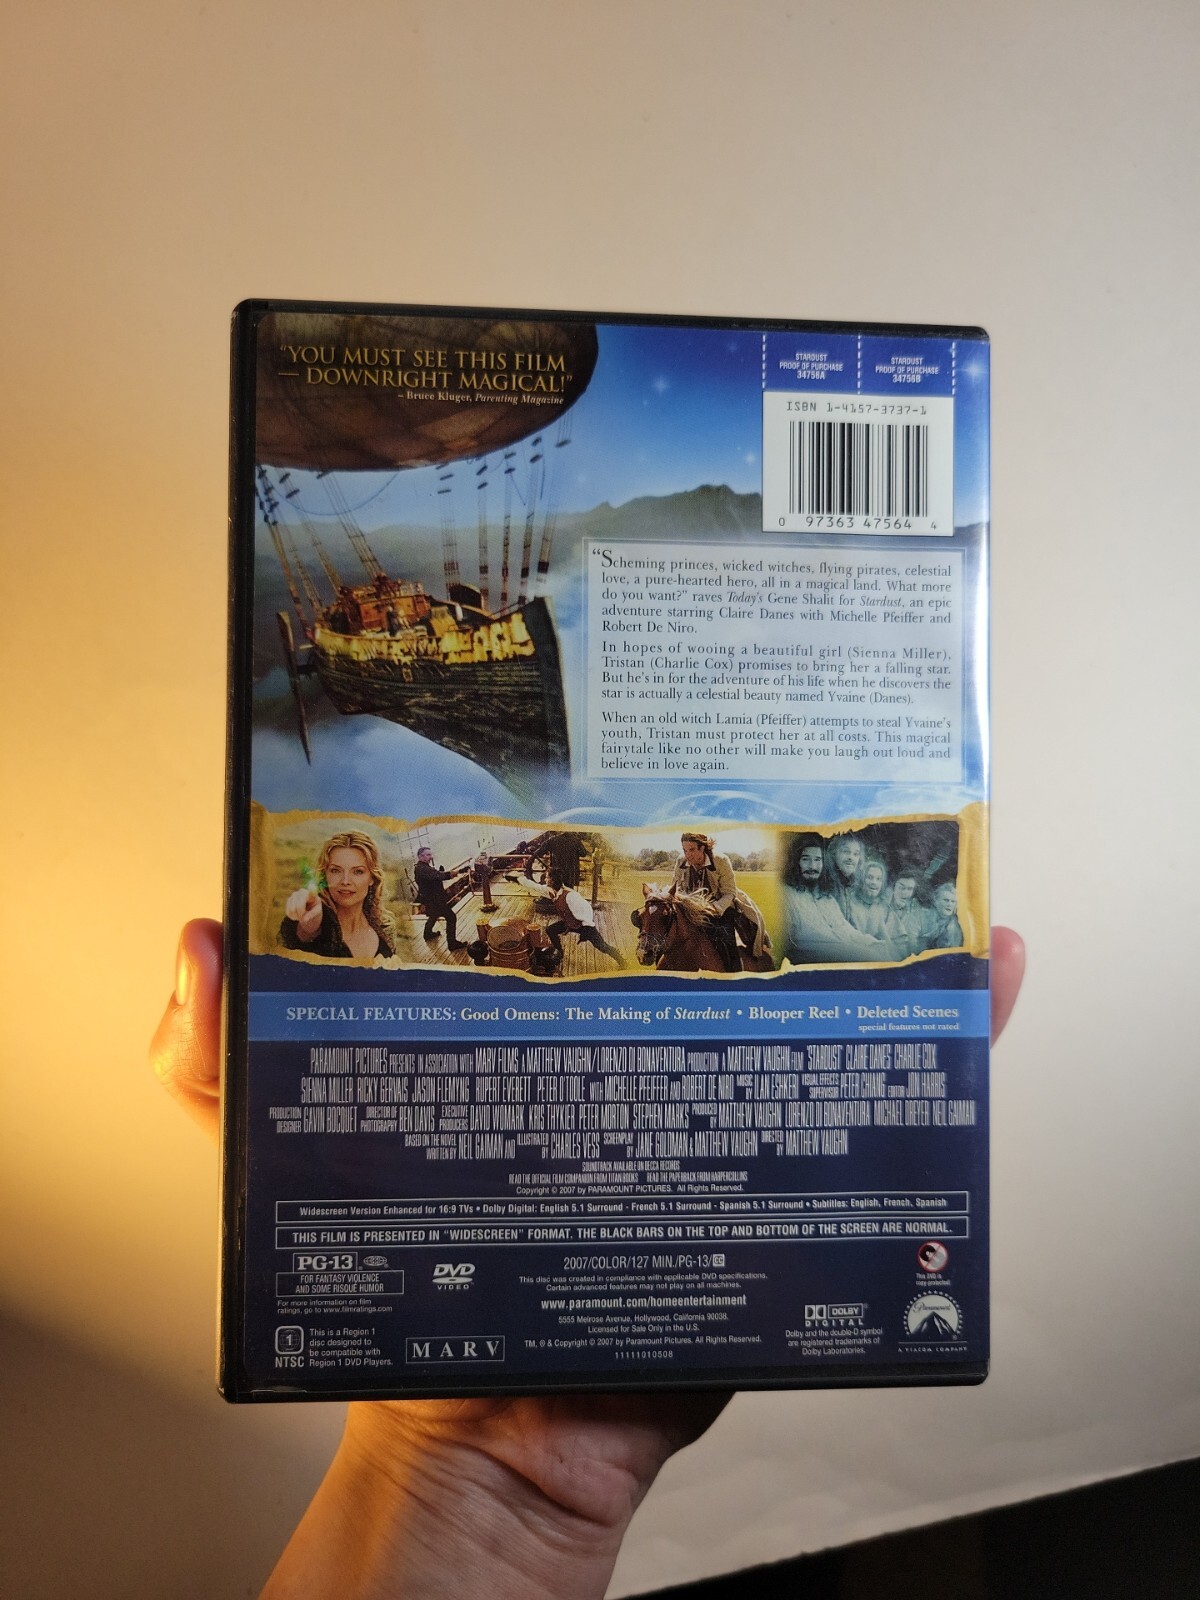 "YOU MUST SEE THIS FILM
— DOWNRIGHT MAGICAL!"
– Bruce Kluger, Parenting Magazine
STARDUST
PROOF OF PURCHASE
34756A
STARDUST
PROOF OF PURCHASE
34756B
ISBN 1-4157-3737-1
0 97363 47564 4
"Scheming princes, wicked witches, flying pirates, celestial
love, a pure-hearted hero, all in a magical land. What more
do you want?" raves Today's Gene Shalit for Stardust, an epic
adventure starring Claire Danes with Michelle Pfeiffer and
Robert De Niro.
In hopes of wooing a beautiful girl (Sienna Miller),
Tristan (Charlie Cox) promises to bring her a falling star.
But he's in for the adventure of his life when he discovers the
star is actually a celestial beauty named Yvaine (Danes).
When an old witch Lamia (Pfeiffer) attempts to steal Yvaine's
youth, Tristan must protect her at all costs. This magical
fairytale like no other will make you laugh out loud and
believe in love again.
SPECIAL FEATURES: Good Omens: The Making of Stardust • Blooper Reel • Deleted Scenes
special features not rated
PARAMOUNT PICTURES PRESENTS IN ASSOCIATION WITH MARV FILMS A MATTHEW VAUGHN/LORENZO DI BONAVENTURA PRODUCTION A MATTHEW VAUGHN FILM "STARDUST" CLAIRE DANES CHARLIE COX
SIENNA MILLER RICKY GERVAIS JASON FLEMYNG RUPERT EVERETT PETER O'TOOLE WITH MICHELLE PFEIFFER AND ROBERT DE NIRO MUSIC BY ILAN ESHKERI VISUAL EFFECTS SUPERVISOR PETER CHIANG EDITOR JON HARRIS
PRODUCTION DESIGNER GAVIN BOCQUET DIRECTOR OF PHOTOGRAPHY BEN DAVIS EXECUTIVE PRODUCERS DAVID WOMARK KRIS THYKIER PETER MORTON STEPHEN MARKS PRODUCED BY MATTHEW VAUGHN LORENZO DI BONAVENTURA MICHAEL DREYER NEIL GAIMAN
BASED ON THE NOVEL WRITTEN BY NEIL GAIMAN AND ILLUSTRATED BY CHARLES VESS SCREENPLAY BY JANE GOLDMAN & MATTHEW VAUGHN DIRECTED BY MATTHEW VAUGHN
SOUNDTRACK AVAILABLE ON DECCA RECORDS
READ THE OFFICIAL FILM COMPANION FROM TITAN BOOKS READ THE PAPERBACK FROM HARPERCOLLINS
Copyright © 2007 by PARAMOUNT PICTURES. All Rights Reserved.
Widescreen Version Enhanced for 16:9 TVs • Dolby Digital: English 5.1 Surround - French 5.1 Surround - Spanish 5.1 Surround • Subtitles: English, French, Spanish
THIS FILM IS PRESENTED IN "WIDESCREEN" FORMAT. THE BLACK BARS ON THE TOP AND BOTTOM OF THE SCREEN ARE NORMAL.
PG-13
FOR FANTASY VIOLENCE
AND SOME RISQUÉ HUMOR
For more information on film
ratings, go to www.filmratings.com
DVD
VIDEO
2007/COLOR/127 MIN./PG-13/CC
This disc was created in compliance with applicable DVD specifications.
Certain advanced features may not play on all machines.
www.paramount.com/homeentertainment
5555 Melrose Avenue, Hollywood, California 90038.
Licensed for Sale Only in the U.S.
TM, ® & Copyright © 2007 by Paramount Pictures. All Rights Reserved.
11111010508
This DVD is
copy-protected
1
NTSC
This is a Region 1
disc designed to
be compatible with
Region 1 DVD Players.
MARV
DOLBY
DIGITAL
Dolby and the double-D symbol
are registered trademarks of
Dolby Laboratories.
Paramount
A VIACOM COMPANY